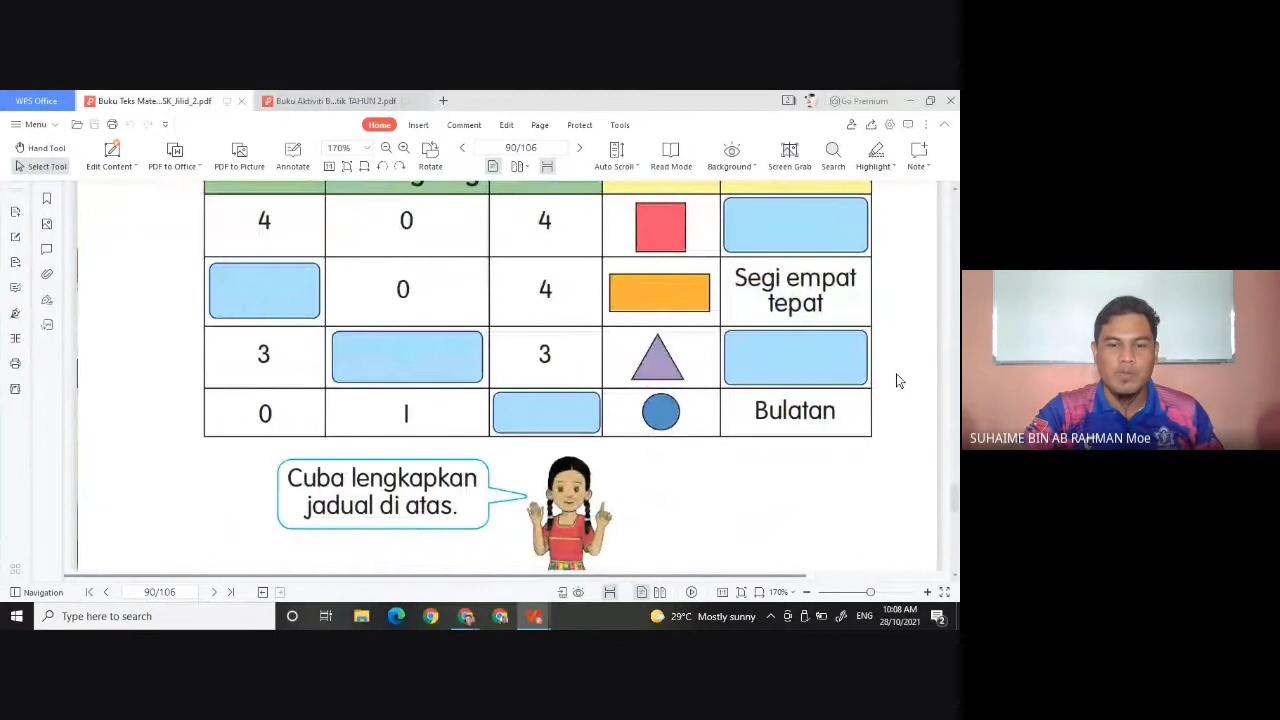 WPS Office
Buku Teks Mate...SK_Jilid_2.pdf
Buku Aktiviti B...tik TAHUN 2.pdf
2
Go Premium
Menu
Home
Insert
Comment
Edit
Page
Protect
Tools
Hand Tool
Select Tool
Edit Content
PDF to Office
PDF to Picture
Annotate
170%
Rotate
90/106
Auto Scroll
Read Mode
Background
Screen Grab
Search
Highlight
Note
4 0 4
0 4 Segi empat
tepat
3 3
0 1 Bulatan
Cuba lengkapkan
jadual di atas.
SUHAIME BIN AB RAHMAN Moe
Navigation
90/106
170%
Type here to search
29°C Mostly sunny
ENG
10:08 AM
28/10/2021
2